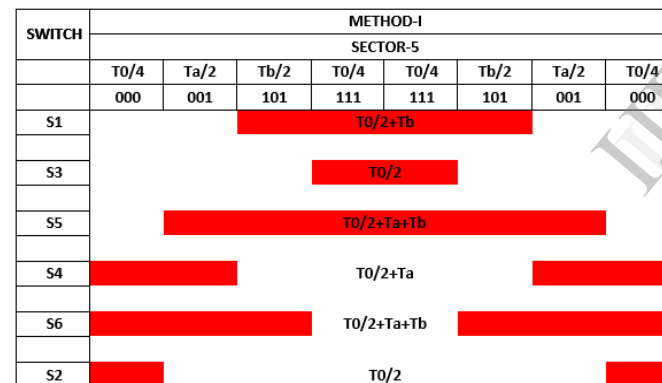 METHOD-I
SWITCH
SECTOR-5
T0/4 Ta/2 Tb/2 T0/4 T0/4 Tb/2 Ta/2 T0/4
000 001 101 111 111 101 001 000
S1 T0/2+Tb
S3 T0/2
S5 T0/2+Ta+Tb
S4 T0/2+Ta
S6 T0/2+Ta+Tb
S2 T0/2